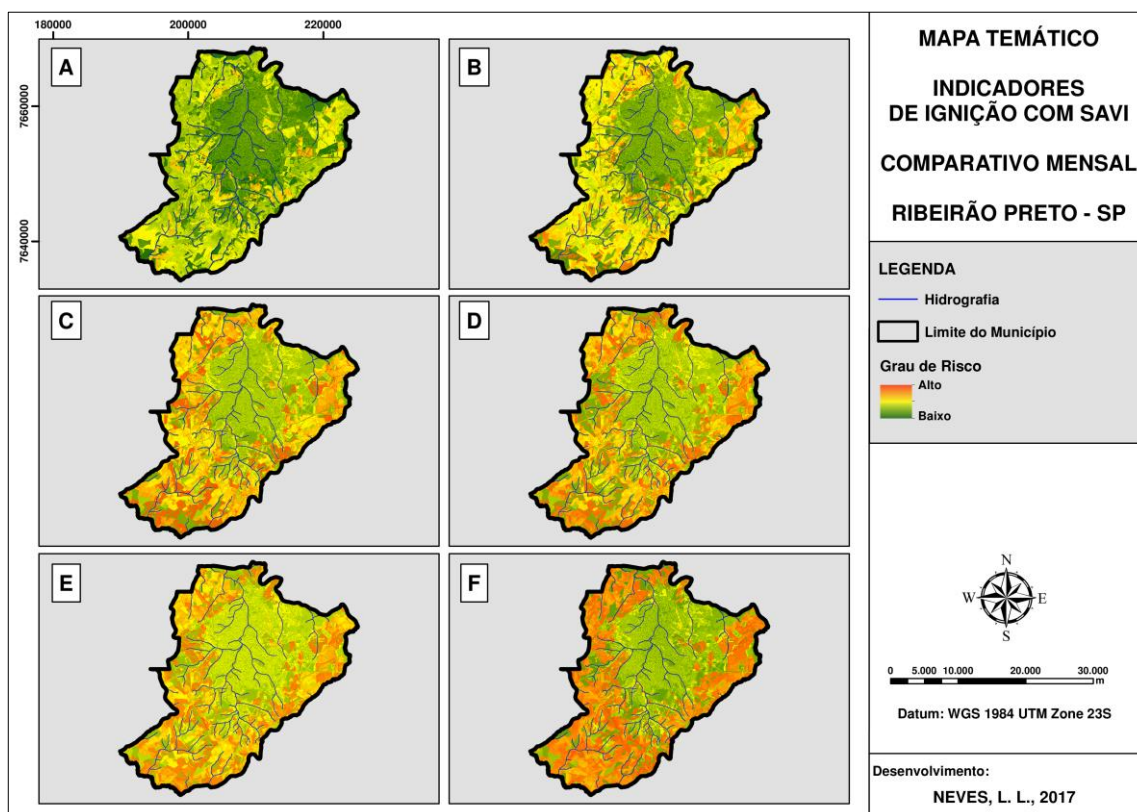 180000 200000 220000
7660000
7640000
A
B
C
D
E
F
MAPA TEMÁTICO
INDICADORES
DE IGNIÇÃO COM SAVI
COMPARATIVO MENSAL
RIBEIRÃO PRETO - SP
LEGENDA
Hidrografia
Limite do Município
Grau de Risco
Alto
Baixo
N
W E
S
0 5.000 10.000 20.000 30.000
m
Datum: WGS 1984 UTM Zone 23S
Desenvolvimento:
NEVES, L. L., 2017